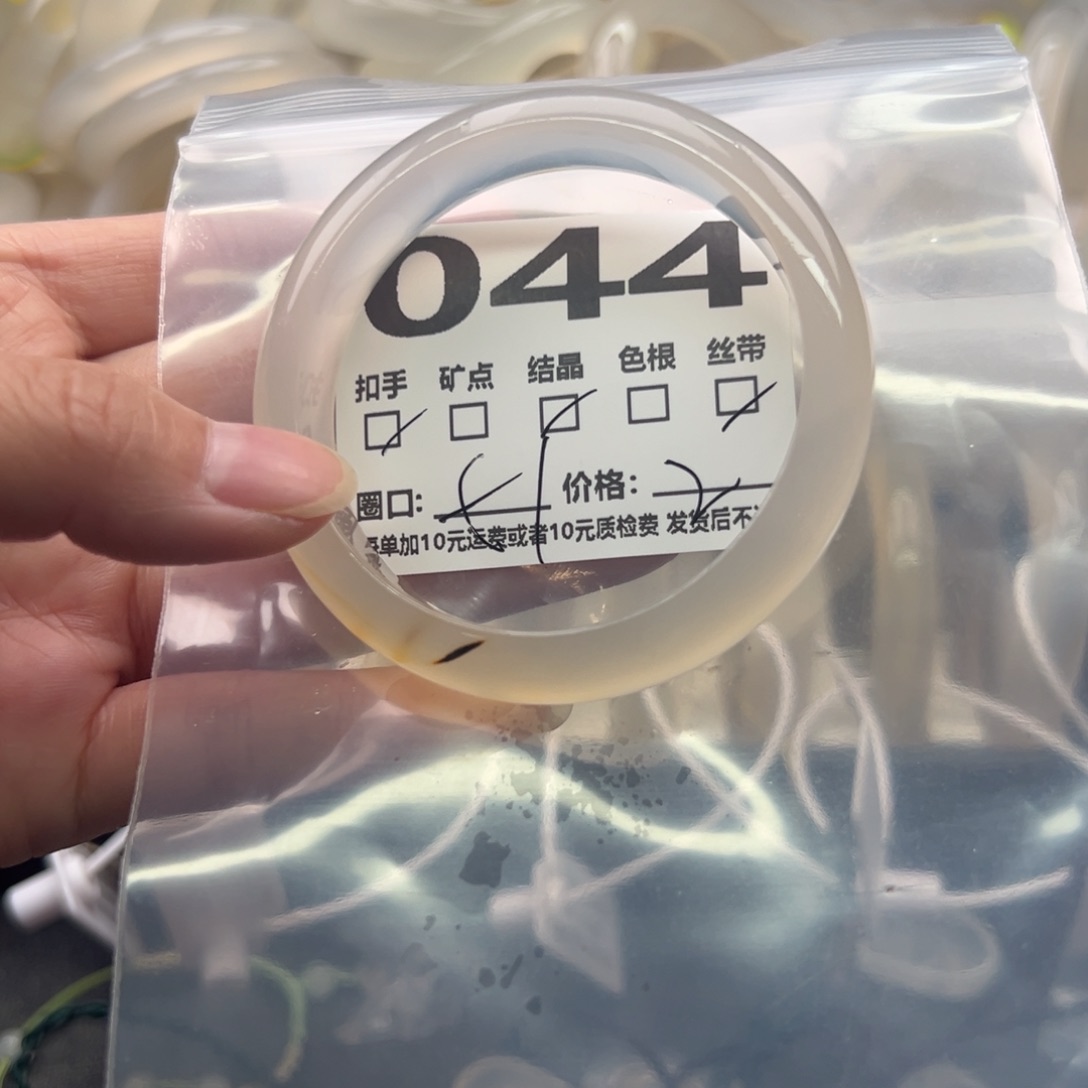 044
扣手 矿点 结晶 色根 丝带
圈口: 价格:
单加10元运费或者10元质检费 发货后不